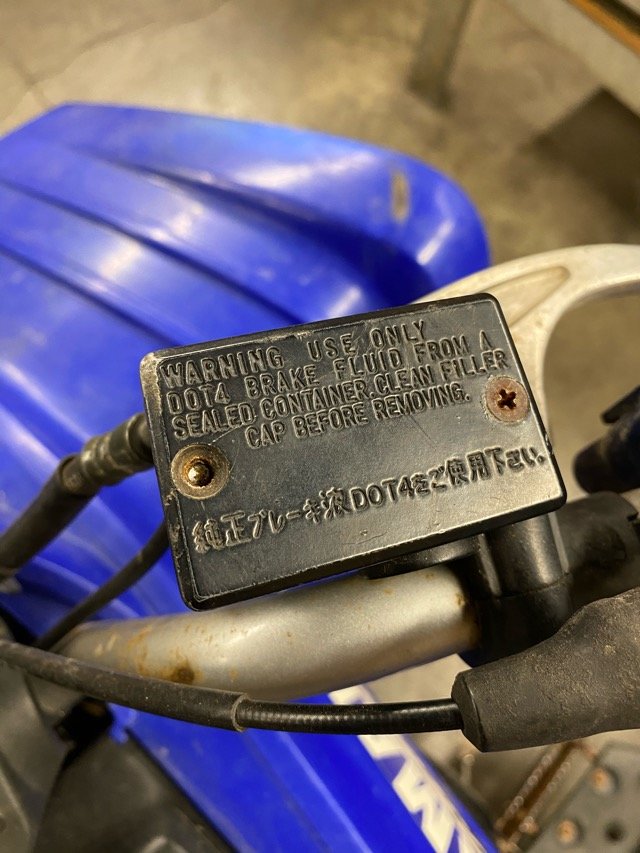 WARNING USE ONLY
DOT4 BRAKE FLUID FROM A
SEALED CONTAINER.CLEAN FILLER
CAP BEFORE REMOVING.
純正ブレーキ液DOT4をご使用下さい.